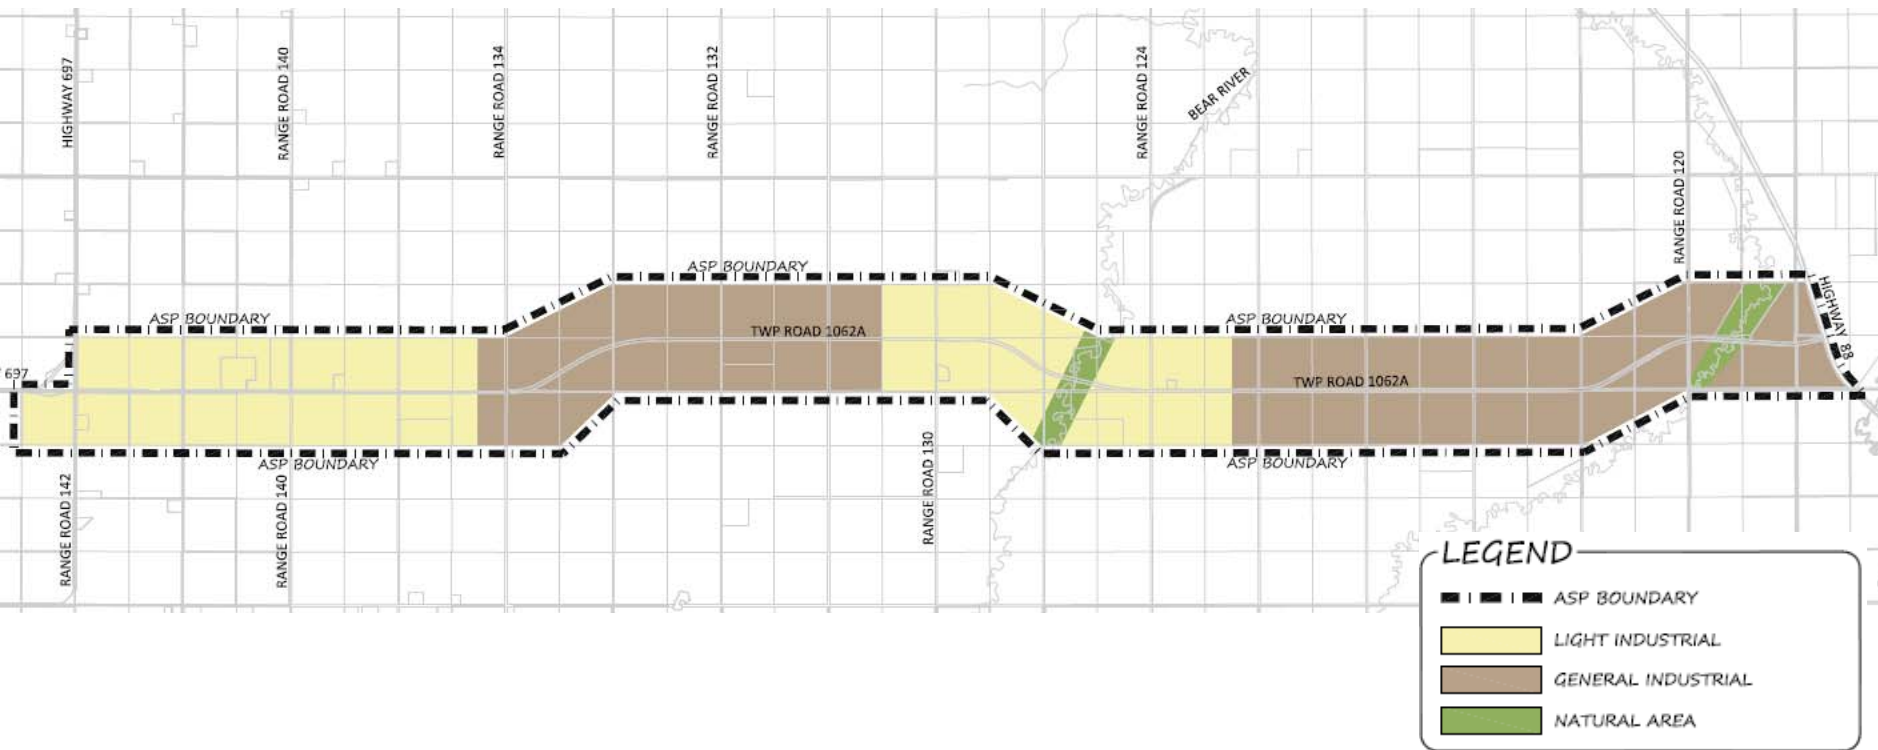 HIGHWAY 697
RANGE ROAD 140
RANGE ROAD 134
RANGE ROAD 132
RANGE ROAD 124
BEAR RIVER
RANGE ROAD 120
ASP BOUNDARY
ASP BOUNDARY
ASP BOUNDARY
HIGHWAY 88
TWP ROAD 1062A
697
TWP ROAD 1062A
ASP BOUNDARY
ASP BOUNDARY
RANGE ROAD 142
RANGE ROAD 140
RANGE ROAD 130
LEGEND
ASP BOUNDARY
LIGHT INDUSTRIAL
GENERAL INDUSTRIAL
NATURAL AREA